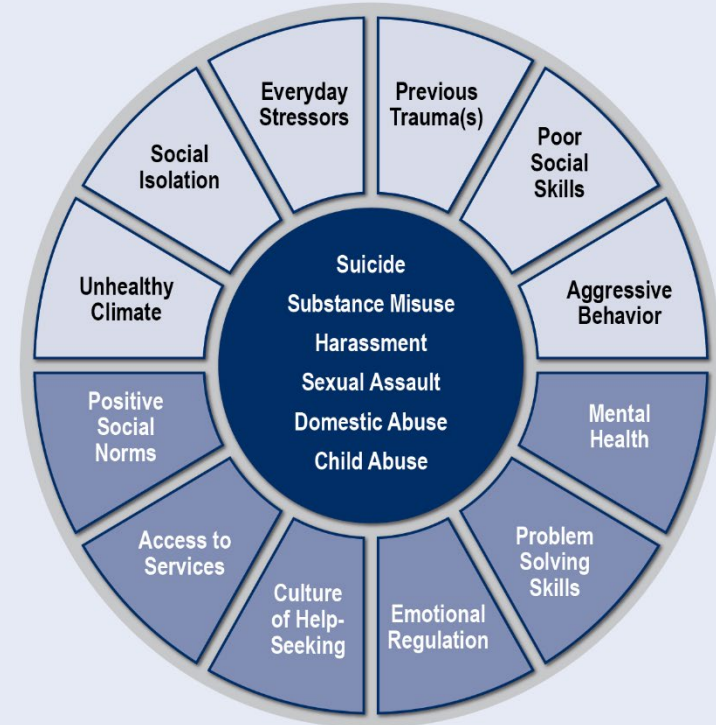 Everyday
Stressors
Previous
Trauma(s)
Social
Isolation
Poor
Social
Skills
Unhealthy
Climate
Aggressive
Behavior
Suicide
Substance Misuse
Harassment
Sexual Assault
Domestic Abuse
Child Abuse
Positive
Social
Norms
Mental
Health
Access to
Services
Problem
Solving
Skills
Culture
of Help-
Seeking
Emotional
Regulation